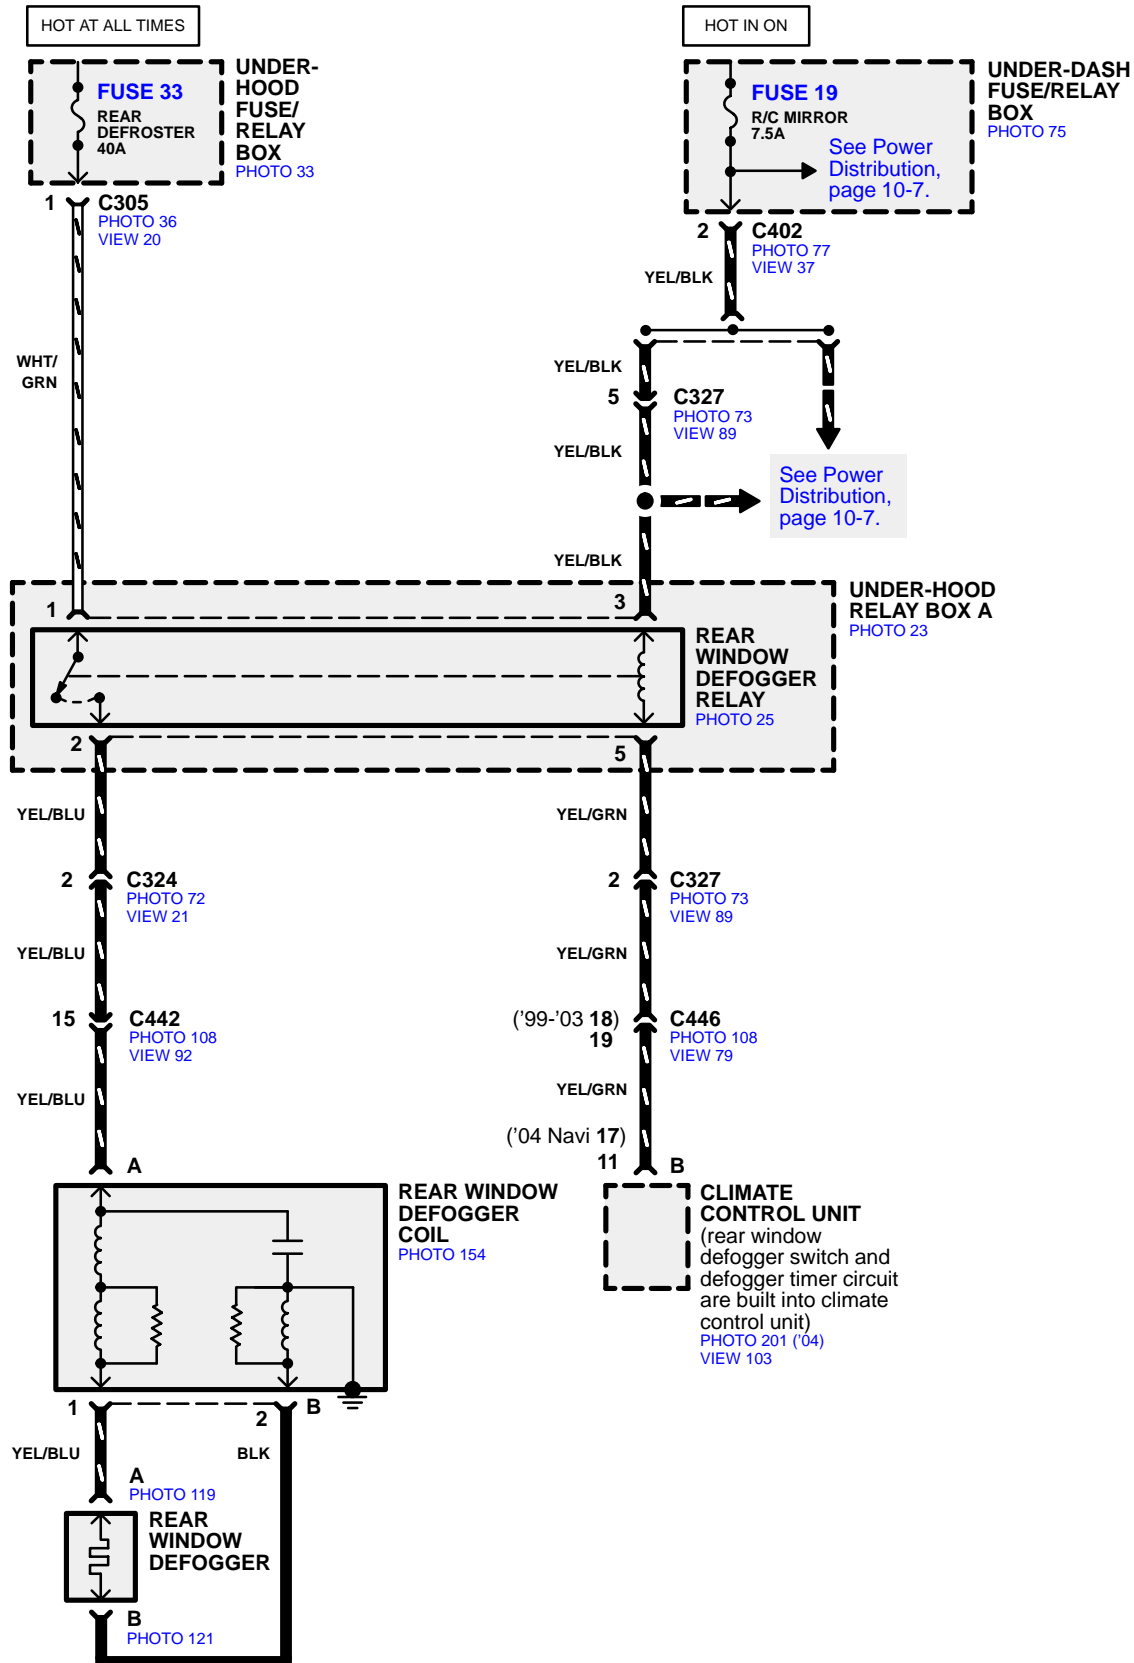 HOT AT ALL TIMES
HOT IN ON
FUSE 33
REAR
DEFROSTER
40A
UNDER-
HOOD
FUSE/
RELAY
BOX
PHOTO 33
FUSE 19
R/C MIRROR
7.5A
See Power
Distribution,
page 10-7.
UNDER-DASH
FUSE/RELAY
BOX
PHOTO 75
1
C305
PHOTO 36
VIEW 20
2
C402
PHOTO 77
VIEW 37
YEL/BLK
WHT/
GRN
YEL/BLK
5
C327
PHOTO 73
VIEW 89
YEL/BLK
See Power
Distribution,
page 10-7.
YEL/BLK
1
3
UNDER-HOOD
RELAY BOX A
PHOTO 23
REAR
WINDOW
DEFOGGER
RELAY
PHOTO 25
2
5
YEL/BLU
YEL/GRN
2
C324
PHOTO 72
VIEW 21
2
C327
PHOTO 73
VIEW 89
YEL/BLU
YEL/GRN
15
C442
PHOTO 108
VIEW 92
('99-'03 18)
19
C446
PHOTO 108
VIEW 79
YEL/BLU
YEL/GRN
('04 Navi 17)
11
B
A
REAR WINDOW
DEFOGGER
COIL
PHOTO 154
CLIMATE
CONTROL UNIT
(rear window
defogger switch and
defogger timer circuit
are built into climate
control unit)
PHOTO 201 ('04)
VIEW 103
1
2
B
YEL/BLU
BLK
A
PHOTO 119
REAR
WINDOW
DEFOGGER
B
PHOTO 121